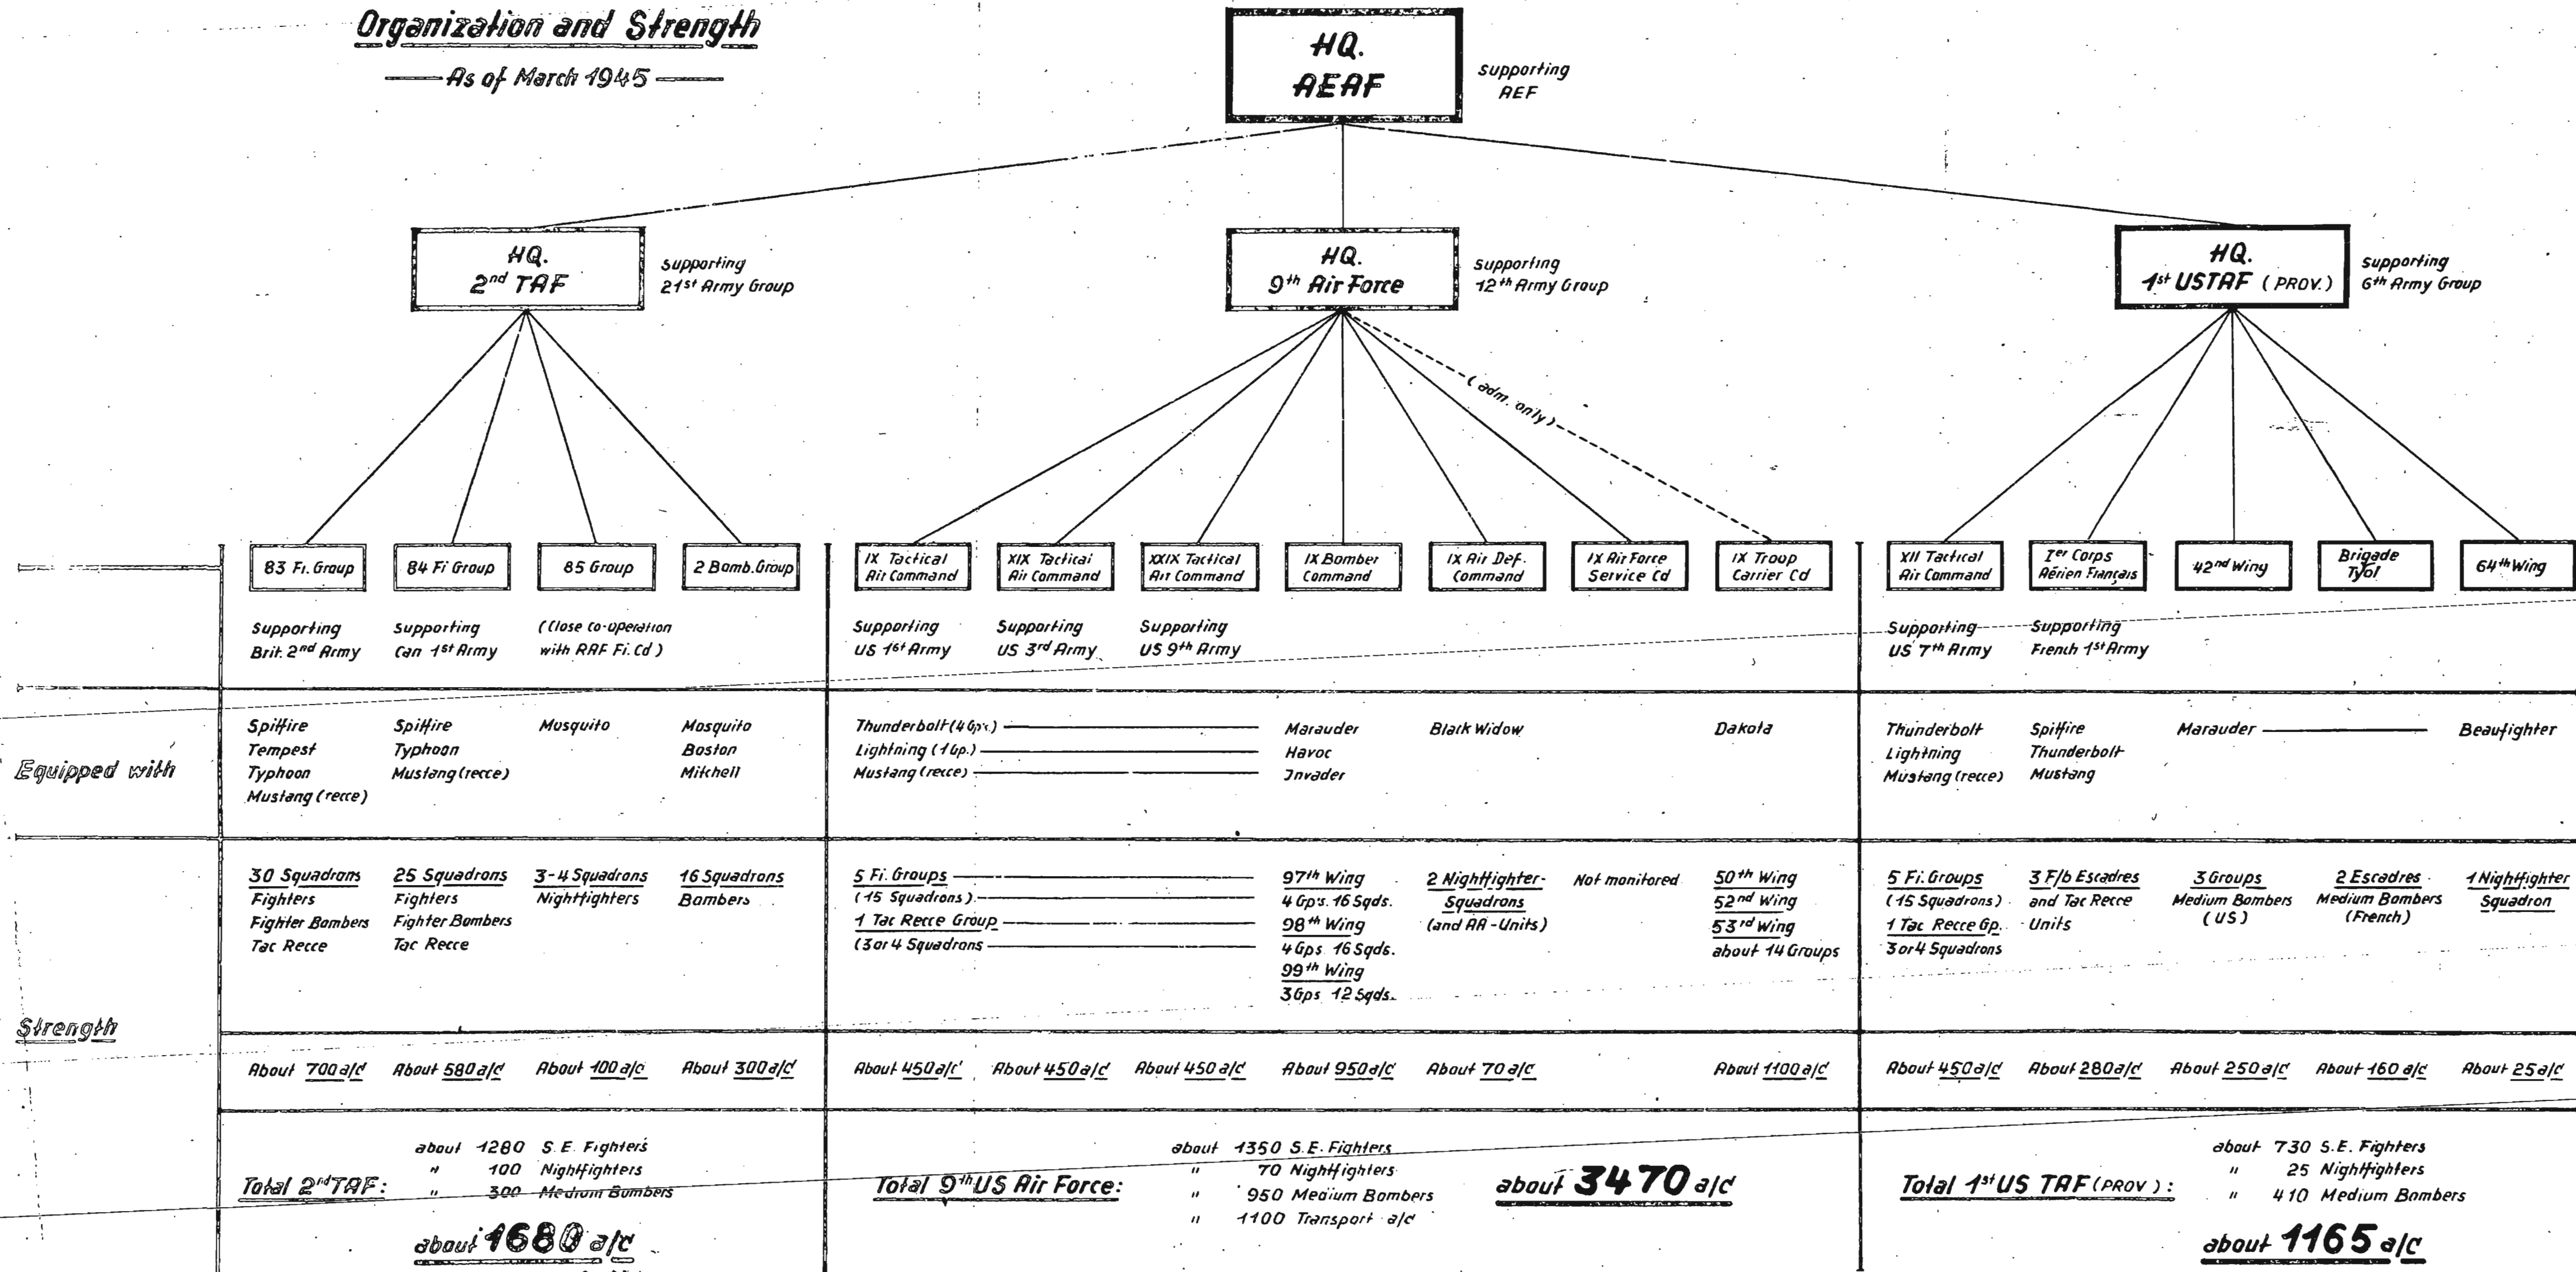 Organization and Strength
As of March 1945
HQ.
AEAF
supporting
AEF
HQ.
2nd TAF
supporting
21st Army Group
HQ.
9th Air Force
supporting
12th Army Group
HQ.
1st USTAF (PROV.)
supporting
6th Army Group
(adm. only)
83 Fi. Group
84 Fi Group
85 Group
2 Bomb. Group
IX Tactical
Air Command
XIX Tactical
Air Command
XXIX Tactical
Air Command
IX Bomber
Command
IX Air Def.
Command
IX Air Force
Service Cd
IX Troop
Carrier Cd
XII Tactical
Air Command
Ier Corps
Aérien Français
42nd Wing
Brigade
64th Wing
Supporting
Brit. 2nd Army
Supporting
Can 1st Army
(Close co-operation
with RAF Fi. Cd)
Supporting
US 1st Army
Supporting
US 3rd Army
Supporting
US 9th Army
Supporting
US 7th Army
Supporting
French 1st Army
Equipped with
Spitfire
Tempest
Typhoon
Mustang (recce)
Spitfire
Typhoon
Mustang (recce)
Mosquito
Mosquito
Boston
Mitchell
Thunderbolt (4 Gps.)
Lightning (1 Gp.)
Mustang (recce)
Marauder
Havoc
Invader
Black Widow
Dakota
Thunderbolt
Lightning
Mustang (recce)
Spitfire
Thunderbolt
Mustang
Marauder
Beaufighter
Strength
30 Squadrons
Fighters
Fighter Bombers
Tac Recce
25 Squadrons
Fighters
Fighter Bombers
Tac Recce
3-4 Squadrons
Nightfighters
16 Squadrons
Bombers
5 Fi. Groups
(15 Squadrons)
1 Tac Recce Group
(3 or 4 Squadrons
97th Wing
4 Gp's. 16 Sqds.
98th Wing
4 Gps. 16 Sqds.
99th Wing
3 Gps 12 Sqds.
2 Nightfighter-
Squadrons
(and AA-Units)
Not monitored
50th Wing
52nd Wing
53rd Wing
about 14 Groups
5 Fi. Groups
(15 Squadrons)
1 Tac Recce Gp.
3 or 4 Squadrons
3 F/b Escadres
and Tac Recce
Units
3 Groups
Medium Bombers
(US)
2 Escadres
Medium Bombers
(French)
1 Nightfighter
Squadron
About 700 a/c
About 580 a/c
About 100 a/c
About 300 a/c
About 450 a/c
About 450 a/c
About 450 a/c
About 950 a/c
About 70 a/c
About 1100 a/c
About 450 a/c
About 280 a/c
About 250 a/c
About 160 a/c
About 25 a/c
Total 2nd TAF:
about 1280 S.E. Fighters
" 100 Nightfighters
" 300 Medium Bombers
about 1680 a/c
Total 9th US Air Force:
about 1350 S.E. Fighters
" 70 Nightfighters
" 950 Medium Bombers
" 1100 Transport a/c
about 3470 a/c
Total 1st US TAF (PROV):
about 730 S.E. Fighters
" 25 Nightfighters
" 410 Medium Bombers
about 1165 a/c